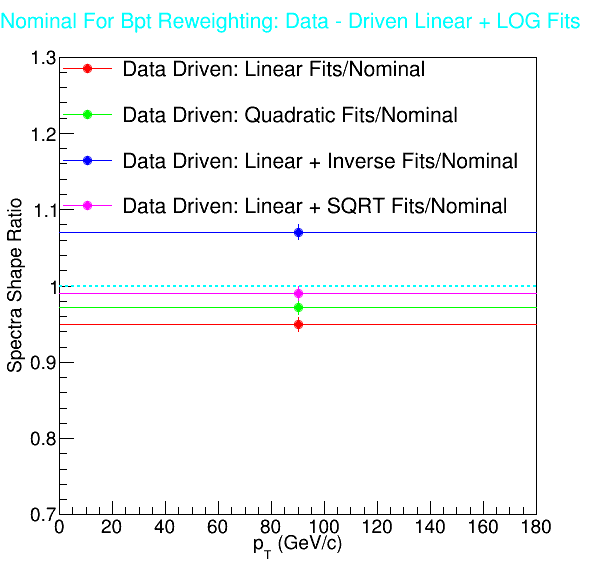 Nominal For Bpt Reweighting: Data - Driven Linear + LOG Fits
1.3
Data Driven: Linear Fits/Nominal
Data Driven: Quadratic Fits/Nominal
1.2
Data Driven: Linear + Inverse Fits/Nominal
Data Driven: Linear + SQRT Fits/Nominal
1.1
Spectra Shape Ratio
1
0.9
0.8
0.7
0 20 40 60 80 100 120 140 160 180
p_T (GeV/c)